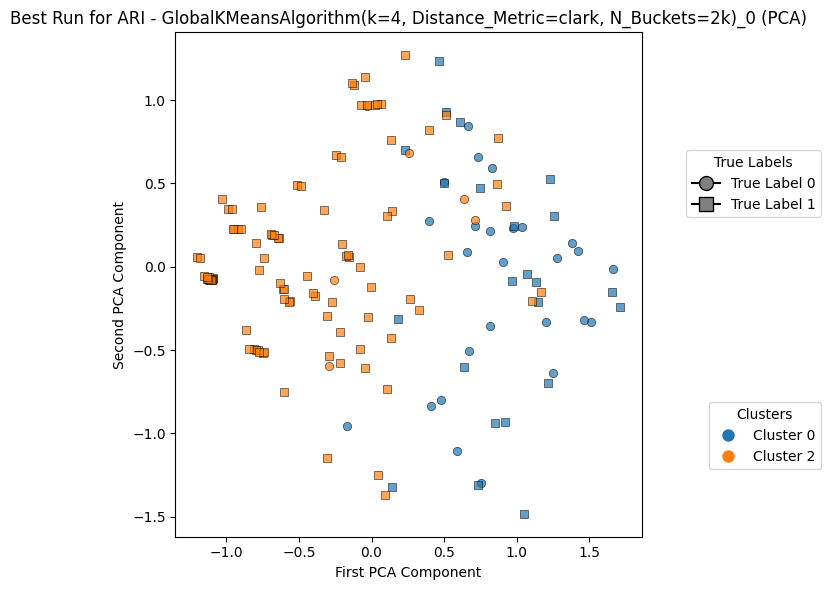 Best Run for ARI - GlobalKMeansAlgorithm(k=4, Distance_Metric=clark, N_Buckets=2k)_0 (PCA)
Second PCA Component
1.0
0.5
0.0
−0.5
−1.0
−1.5
−1.0
−0.5
0.0
0.5
1.0
1.5
First PCA Component
True Labels
True Label 0
True Label 1
Clusters
Cluster 0
Cluster 2